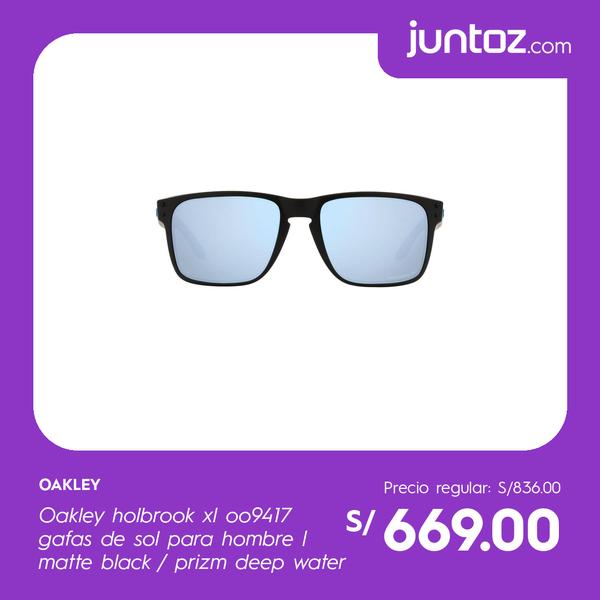 juntoz.com
OAKLEY
Oakley holbrook xl oo9417
gafas de sol para hombre |
matte black / prizm deep water
Precio regular: S/836.00
S/ 669.00